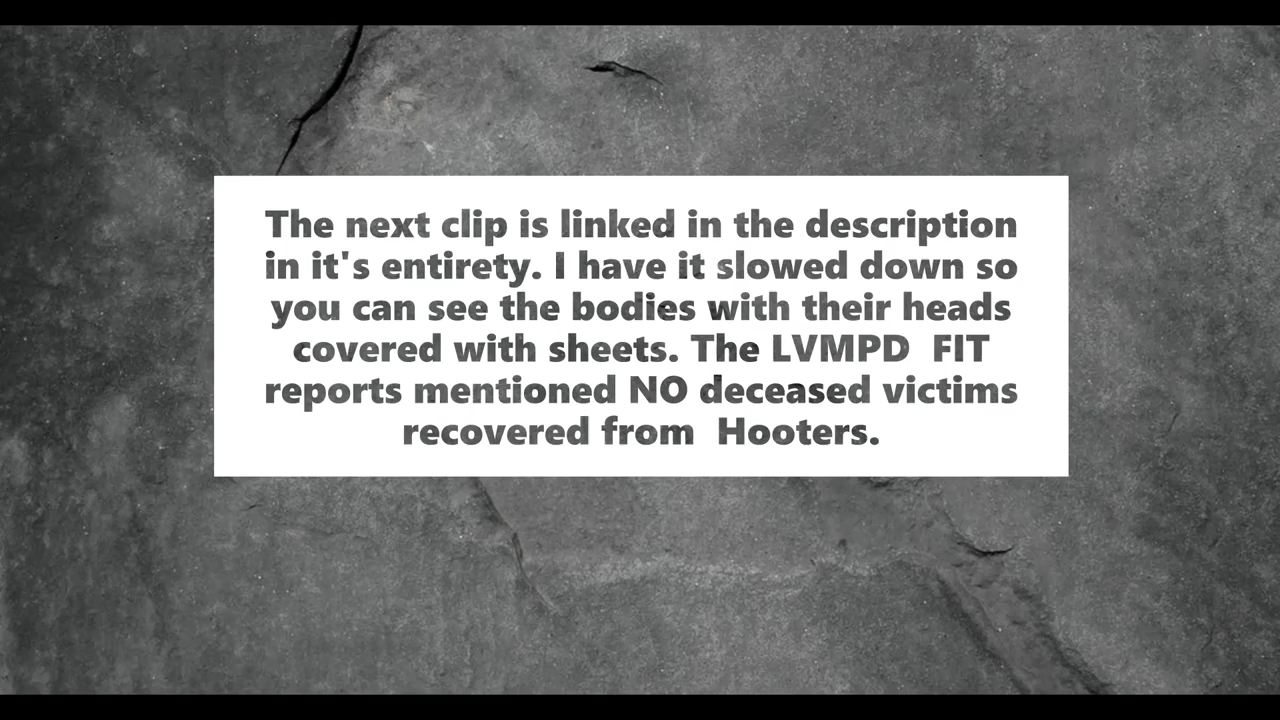 The next clip is linked in the description
in it's entirety. I have it slowed down so
you can see the bodies with their heads
covered with sheets. The LVMPD  FIT
reports mentioned NO deceased victims
recovered from  Hooters.